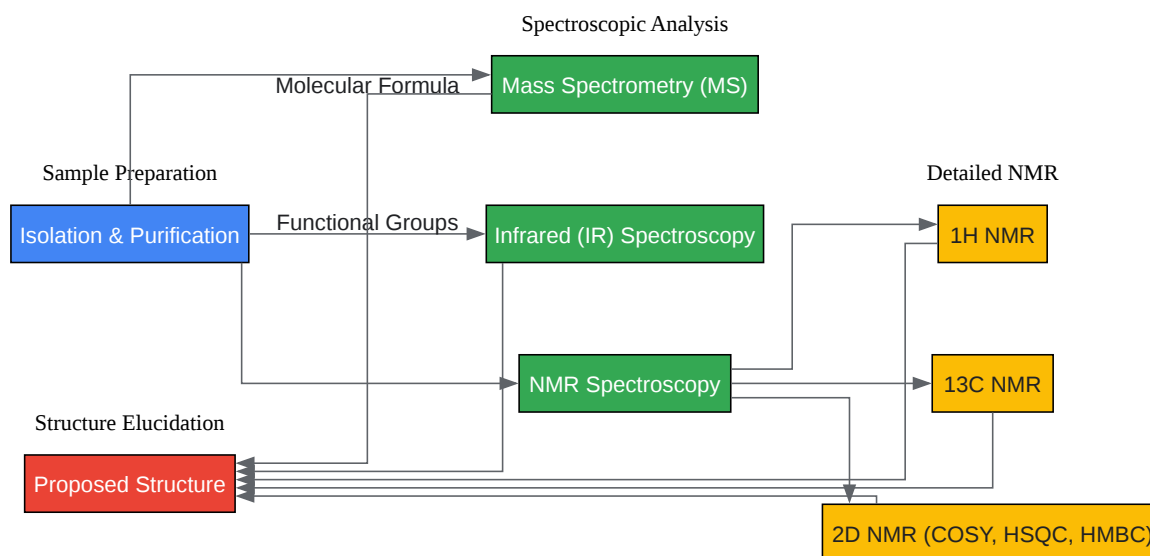 Spectroscopic Analysis
Mass Spectrometry (MS)
Molecular Formula
Sample Preparation
Detailed NMR
Isolation & Purification
Functional Groups
Infrared (IR) Spectroscopy
1H NMR
NMR Spectroscopy
13C NMR
Structure Elucidation
Proposed Structure
2D NMR (COSY, HSQC, HMBC)